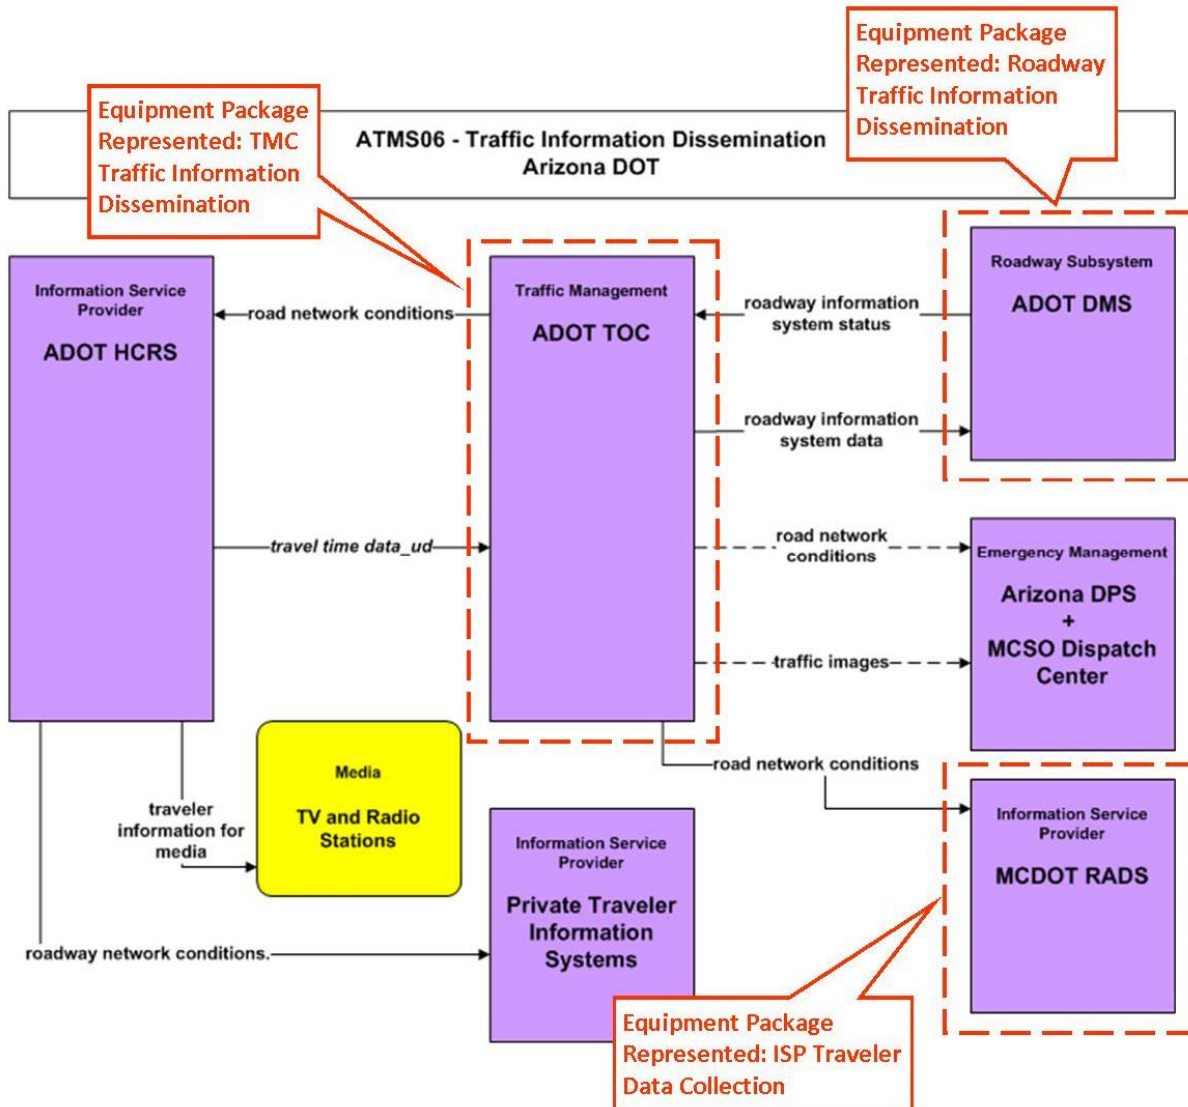 Equipment Package
Represented: Roadway
Traffic Information
Dissemination
Equipment Package
Represented: TMC
Traffic Information
Dissemination
ATMS06 - Traffic Information Dissemination
Arizona DOT
Information Service
Provider
ADOT HCRS
road network conditions
Traffic Management
ADOT TOC
roadway information
system status
Roadway Subsystem
ADOT DMS
roadway information
system data
travel time data_ud
road network
conditions
traffic images
Emergency Management
Arizona DPS
+
MCSO Dispatch
Center
road network conditions
traveler
information for
media
Media
TV and Radio
Stations
Information Service
Provider
Private Traveler
Information
Systems
Information Service
Provider
MCDOT RADS
roadway network conditions.
Equipment Package
Represented: ISP Traveler
Data Collection